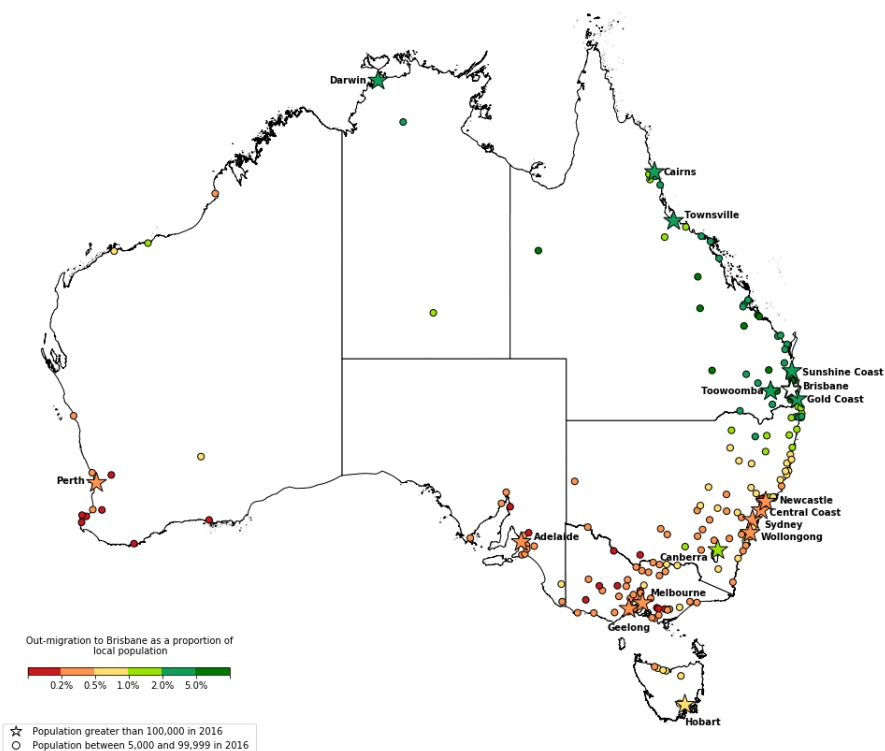 Darwin
Cairns
Townsville
Sunshine Coast
Brisbane
Toowoomba
Gold Coast
Perth
Newcastle
Central Coast
Sydney
Adelaide
Wollongong
Canberra
Melbourne
Geelong
Out-migration to Brisbane as a proportion of
local population
0.2% 0.5% 1.0% 2.0% 5.0%
Hobart
Population greater than 100,000 in 2016
Population between 5,000 and 99,999 in 2016